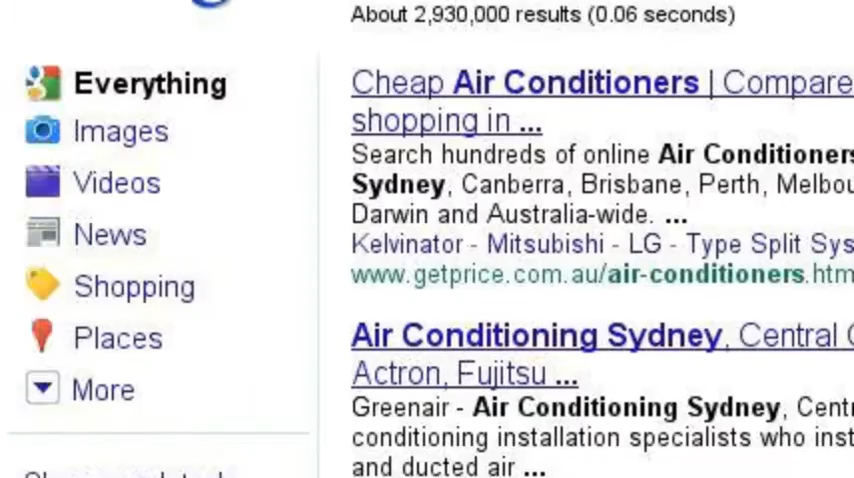 About 2,930,000 results (0.06 seconds)
Everything
Images
Videos
News
Shopping
Places
More
Cheap Air Conditioners | Compare
shopping in ...
Search hundreds of online Air Conditioners
Sydney, Canberra, Brisbane, Perth, Melbou
Darwin and Australia-wide. ...
Kelvinator - Mitsubishi - LG - Type Split Sys
www.getprice.com.au/air-conditioners.htm
Air Conditioning Sydney, Central
Actron, Fujitsu ...
Greenair - Air Conditioning Sydney, Centr
conditioning installation specialists who inst
and ducted air ...